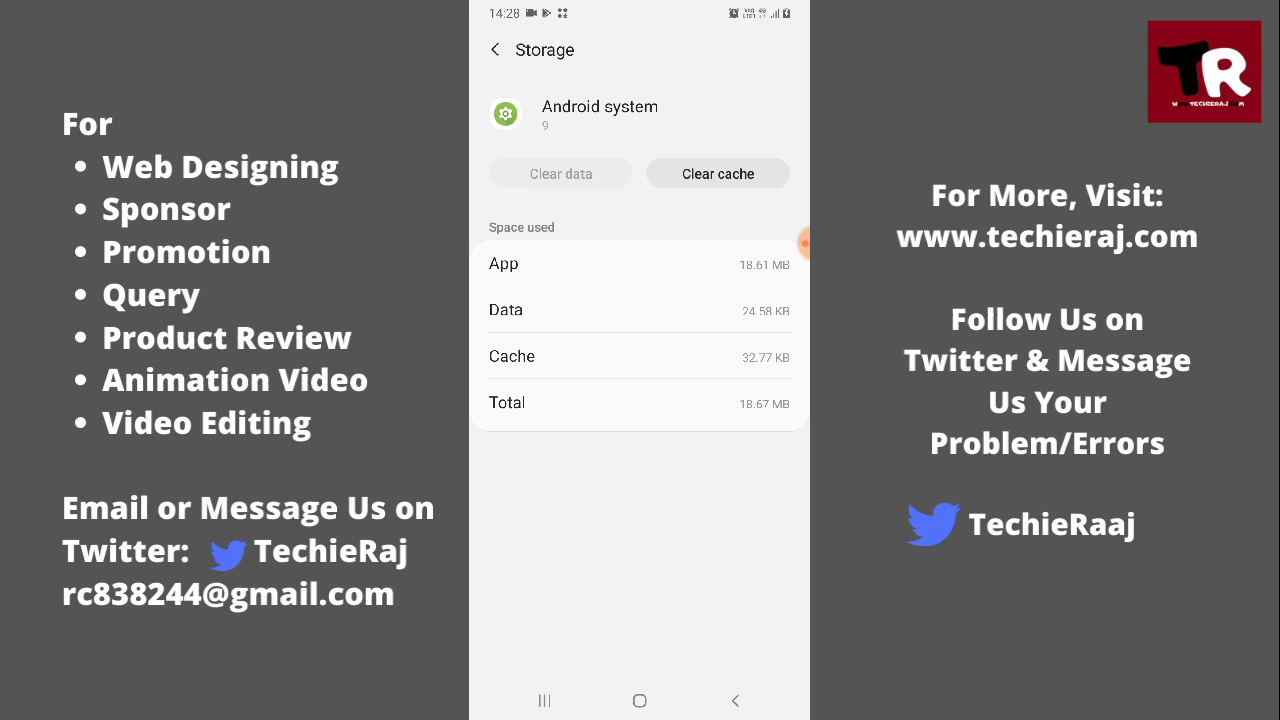 For
• Web Designing
• Sponsor
• Promotion
• Query
• Product Review
• Animation Video
• Video Editing
Email or Message Us on
Twitter: TechieRaj
rc838244@gmail.com
14:28
Storage
Android system
9
Clear data
Clear cache
Space used
App 18.61 MB
Data 24.58 KB
Cache 32.77 KB
Total 18.67 MB
TR
For More, Visit:
www.techieraj.com
Follow Us on
Twitter & Message
Us Your
Problem/Errors
TechieRaaj